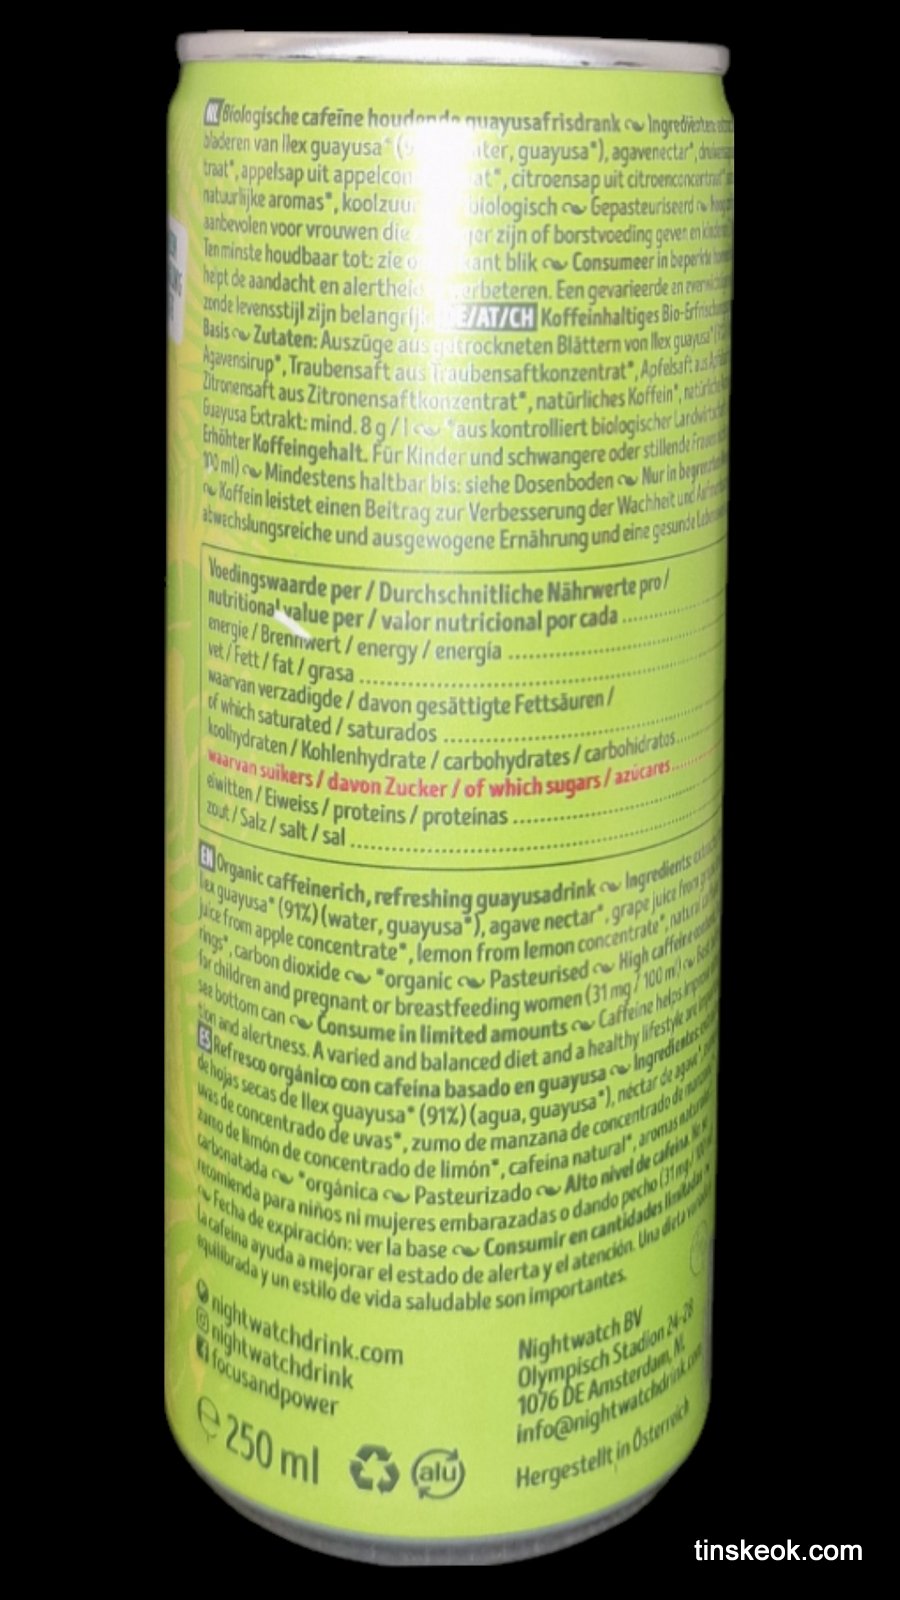 NL Biologische cafeïne houdende guayusafrisdrank Ingrediënten:
bladeren van Ilex guayusa* guayusa*), agavenectar*,
appelsap uit citroensap uit citroenconcentraat*
natuurlijke aromas*, biologisch Gepasteuriseerd
aanbevolen voor vrouwen die zijn of borstvoeding geven en
Ten minste houdbaar tot: zie blik Consumeer in beperkte
helpt de aandacht en verbeteren. Een gevarieerde en
zonde levensstijl zijn belangrijk DE/AT/CH Koffeinhaltiges
Basis Zutaten: Auszüge aus getrockneten Blättern von Ilex guayusa*
Agavensirup*, Traubensaft aus Traubensaftkonzentrat*, Apfelsaft aus
Zitronensaft aus Zitronensaftkonzentrat*, natürliches Koffein*,
Guayusa Extrakt: mind. 8 g / l *aus kontrolliert biologischer
Erhöhter Koffeingehalt. Für Kinder und schwangere oder stillende Frauen
100 ml) Mindestens haltbar bis: siehe Dosenboden Nur in
Koffein leistet einen Beitrag zur Verbesserung der Wachheit und
abwechslungsreiche und ausgewogene Ernährung und eine gesunde
Voedingswaarde per / Durchschnittliche Nährwerte pro /
nutritional value per / valor nutricional por cada
energie / Brennwert / energy / energía
vet / Fett / fat / grasa
waarvan verzadigde / davon gesättigte Fettsäuren /
of which saturated / saturados
koolhydraten / Kohlenhydrate / carbohydrates / carbohidratos
waarvan suikers / davon Zucker / of which sugars / azúcares
eiwitten / Eiweiss / proteins / proteínas
zout / Salz / salt / sal
EN Organic caffeinerich, refreshing guayusadrink Ingredients:
Ilex guayusa* (91%) (water, guayusa*), agave nectar*, grape juice from
juice from apple concentrate*, lemon from lemon concentrate*, natural
rings*, carbon dioxide *organic Pasteurised High caffeine
for children and pregnant or breastfeeding women (31 mg / 100 ml)
see bottom can Consume in limited amounts Caffeine helps
tion and alertness. A varied and balanced diet and a healthy lifestyle are
ES Refresco orgánico con cafeína basado en guayusa Ingredientes:
de hojas secas de Ilex guayusa* (91%) (agua, guayusa*), néctar de agave*,
uvas de concentrado de uvas*, zumo de manzana de concentrado de
zumo de limón de concentrado de limón*, cafeína natural*, aromas
carbonatada *orgánica Pasteurizado Alto nivel de cafeína. No se
recomienda para niños ni mujeres embarazadas o dando pecho (31 mg /
Fecha de expiración: ver la base Consumir en cantidades limitadas
La cafeína ayuda a mejorar el estado de alerta y el atención. Una dieta
equilibrada y un estilo de vida saludable son importantes.
nightwatchdrink.com
nightwatchdrink
focusandpower
℮ 250 ml
alu
Nightwatch BV
Olympisch Stadion 24-28
1076 DE Amsterdam, NL
info@nightwatchdrink.com
Hergestellt in Österreich
tinskeok.com